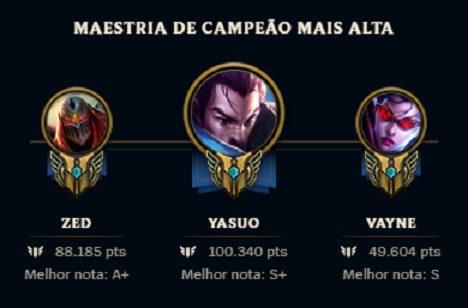 MAESTRIA DE CAMPEÃO MAIS ALTA
ZED YASUO VAYNE
88.185 pts 100.340 pts 49.604 pts
Melhor nota: A+ Melhor nota: S+ Melhor nota: S